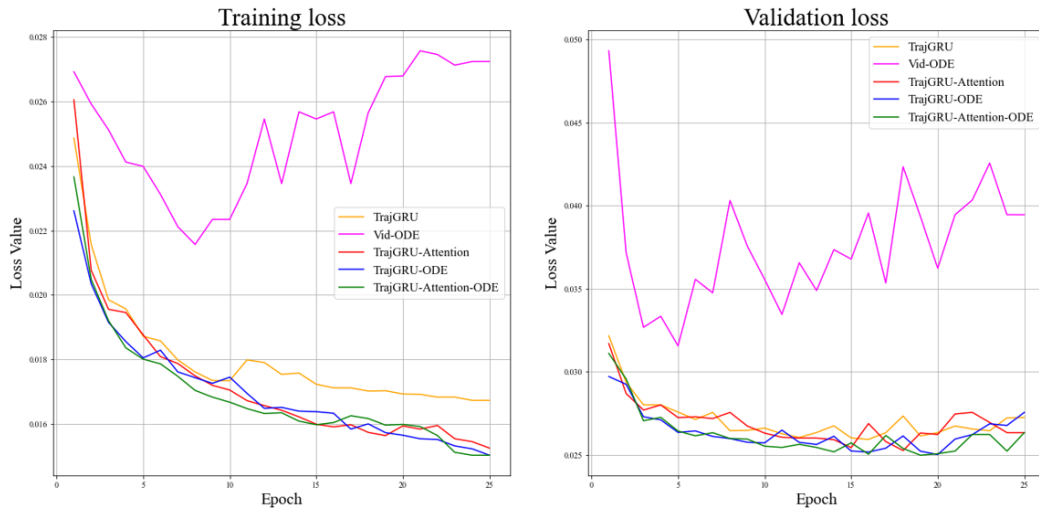 Training loss
0.028
0.026
0.024
0.022
0.020
0.018
0.016
Loss Value
TrajGRU
Vid-ODE
TrajGRU-Attention
TrajGRU-ODE
TrajGRU-Attention-ODE
0
5
10
15
20
25
Epoch
Validation loss
0.050
0.045
0.040
0.035
0.030
0.025
Loss Value
TrajGRU
Vid-ODE
TrajGRU-Attention
TrajGRU-ODE
TrajGRU-Attention-ODE
0
5
10
15
20
25
Epoch